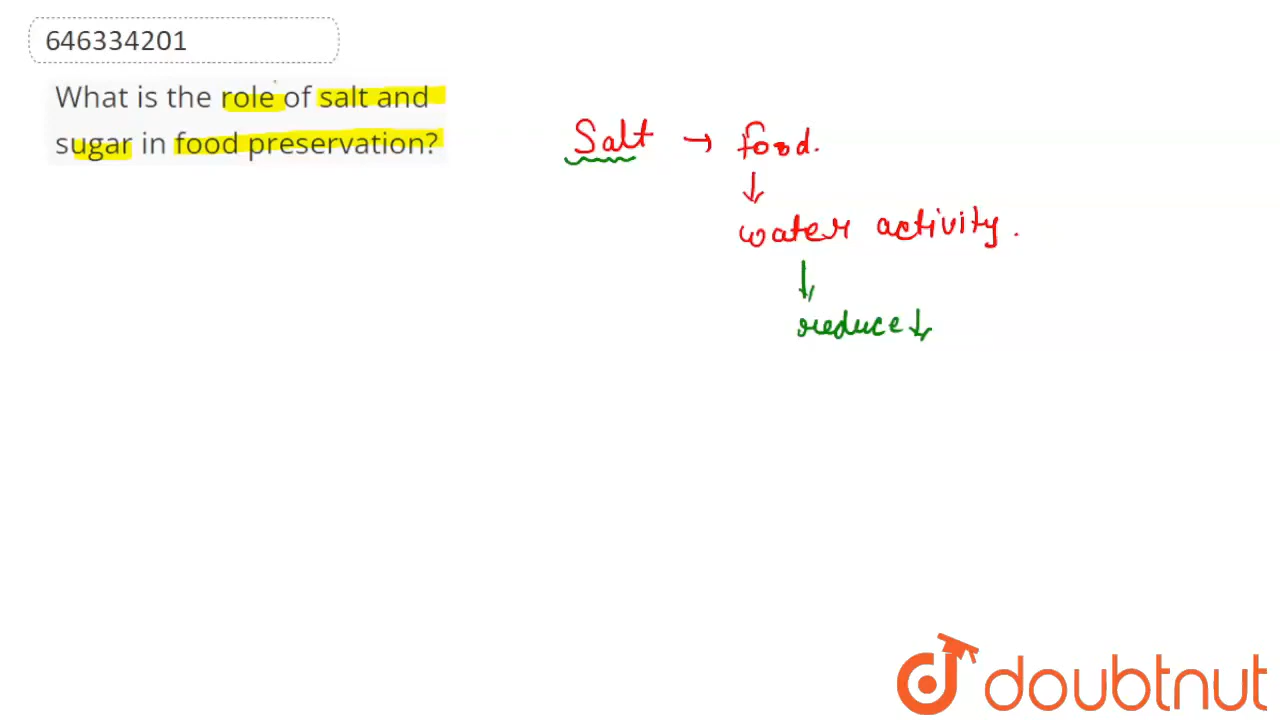 646334201
What is the role of salt and
sugar in food preservation?
Salt → food.
↓
water activity.
↓
reduce ↓
doubtnut